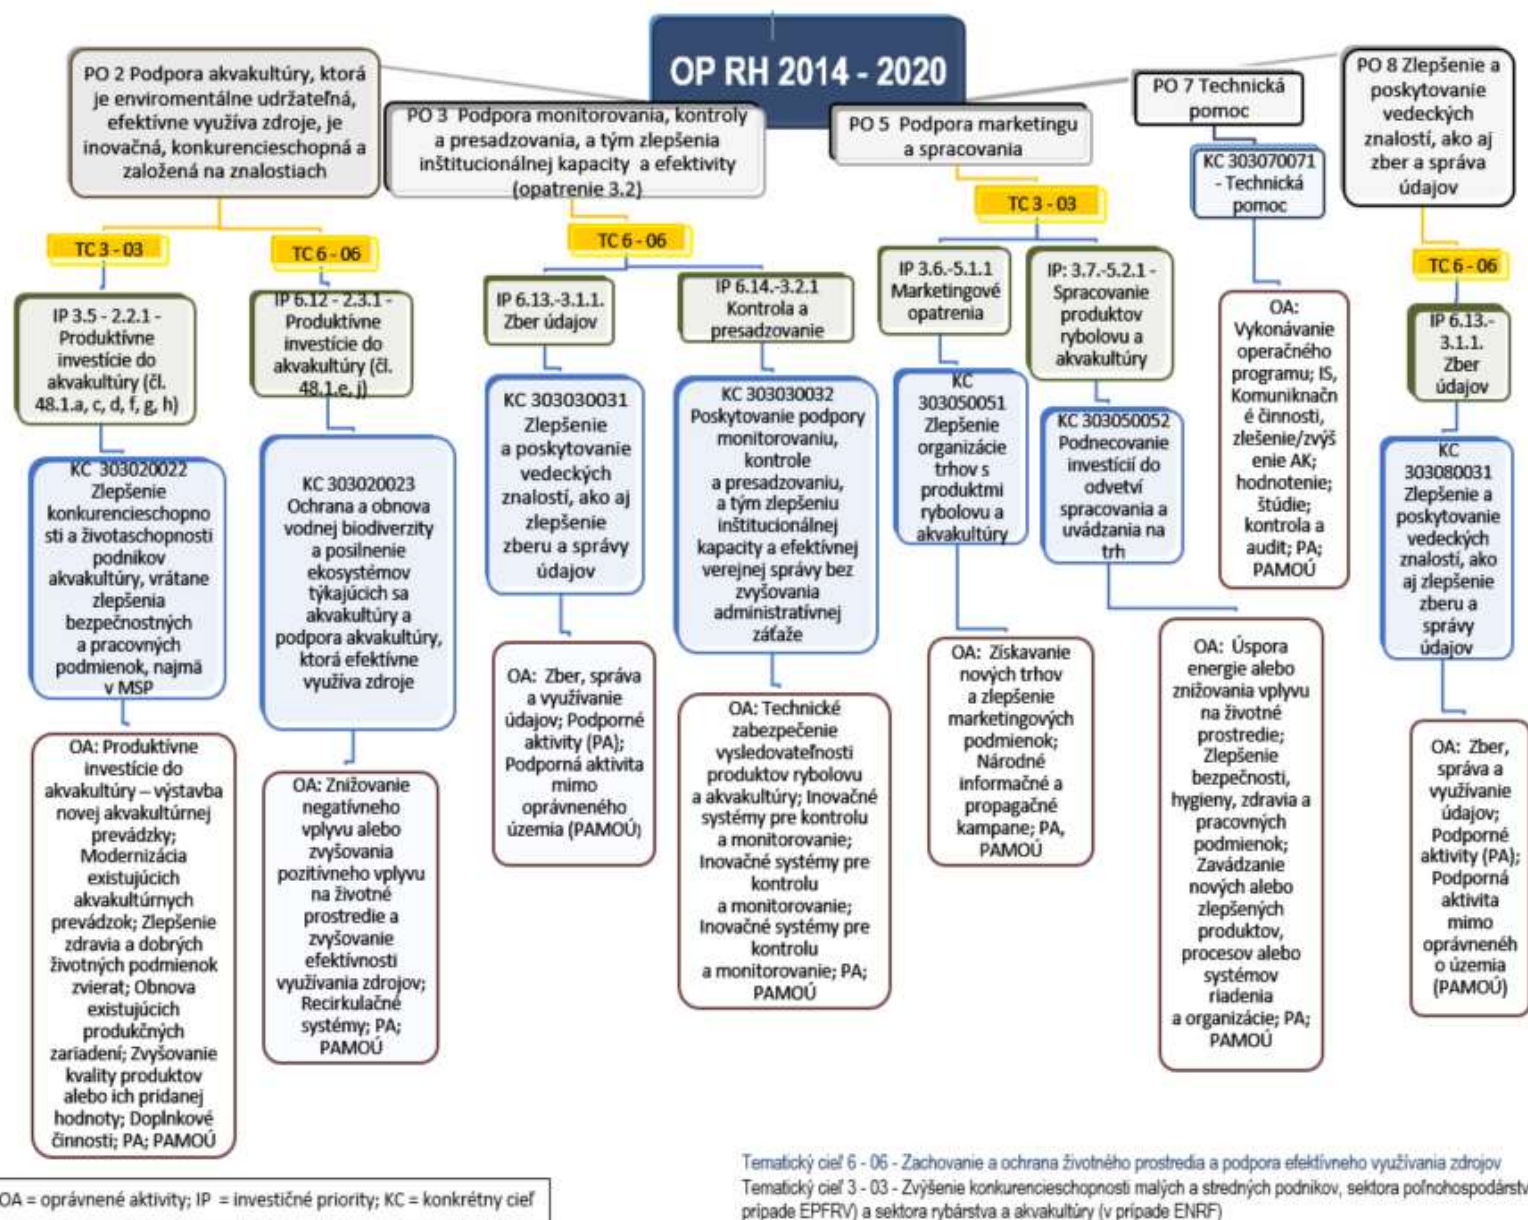 OP RH 2014 - 2020
PO 2 Podpora akvakultúry, ktorá
je enviromentálne udržateľná,
efektívne využíva zdroje, je
inovačná, konkurencieschopná a
založená na znalostiach
PO 3 Podpora monitorovania, kontroly
a presadzovania, a tým zlepšenia
inštitucionálnej kapacity a efektivity
(opatrenie 3.2)
PO 5 Podpora marketingu
a spracovania
PO 7 Technická
pomoc
PO 8 Zlepšenie a
poskytovanie
vedeckých
znalostí, ako aj
zber a správa
údajov
KC 303070071
- Technická
pomoc
TC 3 - 03
TC 6 - 06
TC 6 - 06
TC 3 - 03
TC 6 - 06
IP 3.5 - 2.2.1 -
Produktívne
investície do
akvakultúry (čl.
48.1.a, c, d, f, g, h)
IP 6.12 - 2.3.1 -
Produktívne
investície do
akvakultúry (čl.
48.1.e, j)
IP 6.13.-3.1.1.
Zber údajov
IP 6.14.-3.2.1
Kontrola a
presadzovanie
IP 3.6.-5.1.1
Marketingové
opatrenia
IP: 3.7.-5.2.1 -
Spracovanie
produktov
rybolovu a
akvakultúry
IP 6.13.-
3.1.1.
Zber
údajov
KC 303020022
Zlepšenie
konkurencieschopno
sti a životaschopnosti
podnikov
akvakultúry, vrátane
zlepšenia
bezpečnostných
a pracovných
podmienok, najmä
v MSP
KC 303020023
Ochrana a obnova
vodnej biodiverzity
a posilnenie
ekosystémov
týkajúcich sa
akvakultúry a
podpora akvakultúry,
ktorá efektívne
využíva zdroje
KC 303030031
Zlepšenie
a poskytovanie
vedeckých
znalostí, ako aj
zlepšenie
zberu a správy
údajov
KC 303030032
Poskytovanie podpory
monitorovaniu,
kontrole
a presadzovaniu,
a tým zlepšeniu
inštitucionálnej
kapacity a efektívnej
verejnej správy bez
zvyšovania
administratívnej
záťaže
KC
303050051
Zlepšenie
organizácie
trhov s
produktmi
rybolovu a
akvakultúry
KC 303050052
Podnecovanie
investícií do
odvetví
spracovania a
uvádzania na
trh
KC
303080031
Zlepšenie a
poskytovanie
vedeckých
znalostí, ako
aj zlepšenie
zberu a
správy
údajov
OA: Produktívne
investície do
akvakultúry – výstavba
novej akvakultúrnej
prevádzky;
Modernizácia
existujúcich
akvakultúrnych
prevádzok; Zlepšenie
zdravia a dobrých
životných podmienok
zvierat; Obnova
existujúcich
produkčných
zariadení; Zvyšovanie
kvality produktov
alebo ich pridanej
hodnoty; Doplnkové
činnosti; PA; PAMOÚ
OA: Znižovanie
negatívneho
vplyvu alebo
zvyšovania
pozitívneho vplyvu
na životné
prostredie a
zvyšovanie
efektívnosti
využívania zdrojov;
Recirkulačné
systémy; PA;
PAMOÚ
OA: Zber, správa
a využívanie
údajov; Podporné
aktivity (PA);
Podporná aktivita
mimo
oprávneného
územia (PAMOÚ)
OA: Technické
zabezpečenie
vysledovateľnosti
produktov rybolovu
a akvakultúry; Inovačné
systémy pre kontrolu
a monitorovanie;
Inovačné systémy pre
kontrolu
a monitorovanie;
Inovačné systémy pre
kontrolu
a monitorovanie; PA;
PAMOÚ
OA: Získavanie
nových trhov
a zlepšenie
marketingových
podmienok;
Národné
informačné a
propagačné
kampane; PA,
PAMOÚ
OA: Úspora
energie alebo
znižovania vplyvu
na životné
prostredie;
Zlepšenie
bezpečnosti,
hygieny, zdravia a
pracovných
podmienok;
Zavádzanie
nových alebo
zlepšených
produktov,
procesov alebo
systémov
riadenia
a organizácie; PA;
PAMOÚ
OA:
Vykonávanie
operačného
programu; IS,
Komuniknačn
é činnosti,
zlešenie/zvýš
enie AK;
hodnotenie;
štúdie;
kontrola a
audit; PA;
PAMOÚ
OA: Zber,
správa a
využívanie
údajov;
Podporné
aktivity (PA);
Podporná
aktivita
mimo
oprávnenéh
o územia
(PAMOÚ)
Tematický cieľ 6 - 06 - Zachovanie a ochrana životného prostredia a podpora efektívneho využívania zdrojov
Tematický cieľ 3 - 03 - Zvýšenie konkurencieschopnosti malých a stredných podnikov, sektora poľnohospodárstv
prípade EPFRV) a sektora rybárstva a akvakultúry (v prípade ENRF)
OA = oprávnené aktivity; IP = investičné priority; KC = konkrétny cieľ